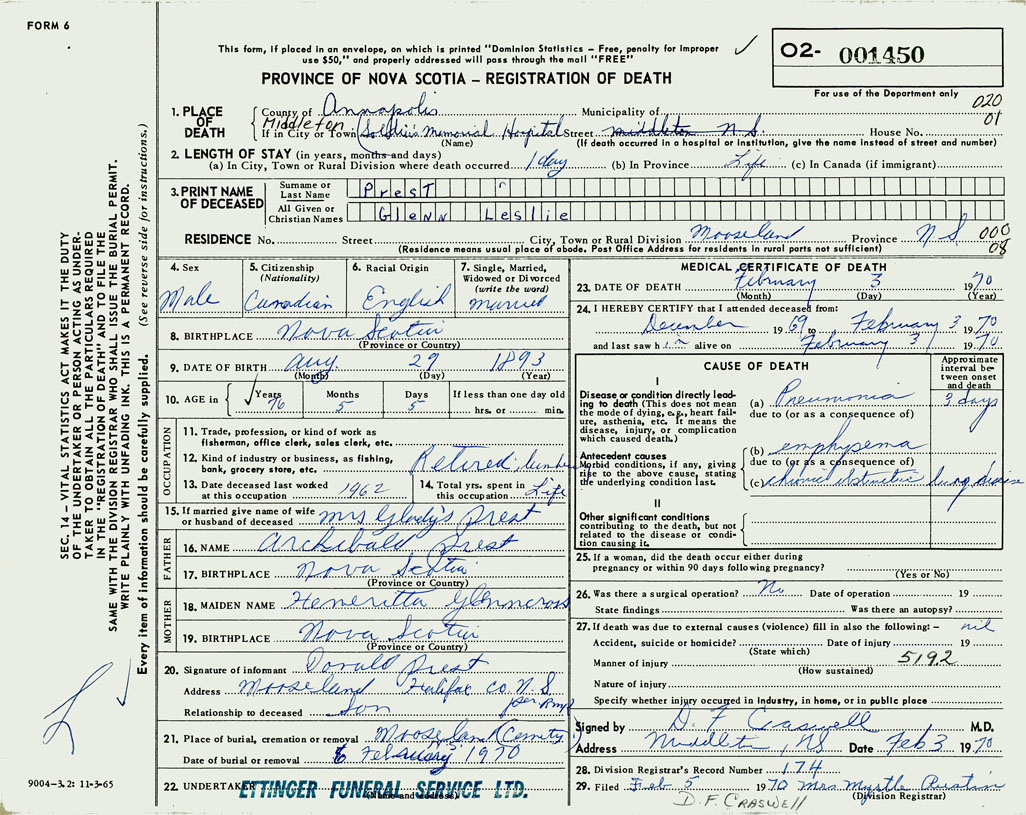 FORM 6
This form, if placed in an envelope, on which is printed "Dominion Statistics – Free, penalty for improper
use $50," and properly addressed will pass through the mail "FREE"
PROVINCE OF NOVA SCOTIA – REGISTRATION OF DEATH
02- 001450
For use of the Department only
020
01
1. PLACE OF DEATH
County of Annapolis Municipality of
Middleton
If in City or Town Soldiers Memorial Hospital Street Middleton N.S. House No.
(Name) (If death occurred in a hospital or institution, give the name instead of street and number)
2. LENGTH OF STAY (in years, months and days)
(a) In City, Town or Rural Division where death occurred 1 day (b) In Province Life (c) In Canada (if immigrant)
3. PRINT NAME OF DECEASED
Surname or Last Name PresT
All Given or Christian Names Glenn Leslie
RESIDENCE No. Street City, Town or Rural Division Mooseland Province N S
000
08
(Residence means usual place of abode. Post Office Address for residents in rural parts not sufficient)
4. Sex Male
5. Citizenship (Nationality) Canadian
6. Racial Origin English
7. Single, Married, Widowed or Divorced (write the word) married
8. BIRTHPLACE Nova Scotia
(Province or Country)
9. DATE OF BIRTH Aug. 29 1893
(Month) (Day) (Year)
10. AGE in Years 76 Months 5 Days 5 If less than one day old hrs. or min.
OCCUPATION
11. Trade, profession, or kind of work as
fisherman, office clerk, sales clerk, etc.
12. Kind of industry or business, as fishing,
bank, grocery store, etc. Retired
13. Date deceased last worked at this occupation 1962
14. Total yrs. spent in this occupation Life
15. If married give name of wife or husband of deceased Mrs Gladys Prest
FATHER
16. NAME Archibald Prest
17. BIRTHPLACE Nova Scotia
(Province or Country)
MOTHER
18. MAIDEN NAME Heneritta Glenncross
19. BIRTHPLACE Nova Scotia
(Province or Country)
20. Signature of informant Donald Prest
Address Mooseland Halifax Co. N.S.
Relationship to deceased Son per
21. Place of burial, cremation or removal Mooseland Cemity
Date of burial or removal 6 February 1970
22. UNDERTAKER ETTINGER FUNERAL SERVICE LTD.
(Name and address)
MEDICAL CERTIFICATE OF DEATH
23. DATE OF DEATH February 3 1970
(Month) (Day) (Year)
24. I HEREBY CERTIFY that I attended deceased from:
December 1969 to February 3 1970
and last saw him alive on February 3 1970
CAUSE OF DEATH
Approximate interval between onset and death
I
Disease or condition directly leading to death (This does not mean the mode of dying, e.g., heart failure, asthenia, etc. It means the disease, injury, or complication which caused death.)
(a) Pneumonia 3 days
due to (or as a consequence of)
Antecedent causes
Morbid conditions, if any, giving rise to the above cause, stating the underlying condition last.
(b) emphysema
due to (or as a consequence of)
(c) chronic obstructive lung disease
II
Other significant conditions
contributing to the death, but not related to the disease or condition causing it.
25. If a woman, did the death occur either during
pregnancy or within 90 days following pregnancy?
(Yes or No)
26. Was there a surgical operation? No Date of operation 19
State findings Was there an autopsy?
27. If death was due to external causes (violence) fill in also the following:– nil
Accident, suicide or homicide? Date of injury 19
(State which)
Manner of injury 5192
(How sustained)
Nature of injury
Specify whether injury occurred in industry, in home, or in public place
Signed by D. F. Craswell M.D.
Address Middleton, NS Date Feb 3 1970
28. Division Registrar's Record Number 174
29. Filed Feb 5 1970 Mrs Myrtle
(Division Registrar)
D. F. CRASWELL
SEC. 14 – VITAL STATISTICS ACT MAKES IT THE DUTY
OF THE UNDERTAKER OR PERSON ACTING AS UNDER-
TAKER TO OBTAIN ALL THE PARTICULARS REQUIRED
IN THE "REGISTRATION OF DEATH" AND TO FILE THE
SAME WITH THE DIVISION REGISTRAR WHO SHALL ISSUE THE BURIAL PERMIT.
WRITE PLAINLY WITH UNFADING INK. THIS IS A PERMANENT RECORD.
Every item of information should be carefully supplied. (See reverse side for instructions.)
9004-3.2: 11-3-65